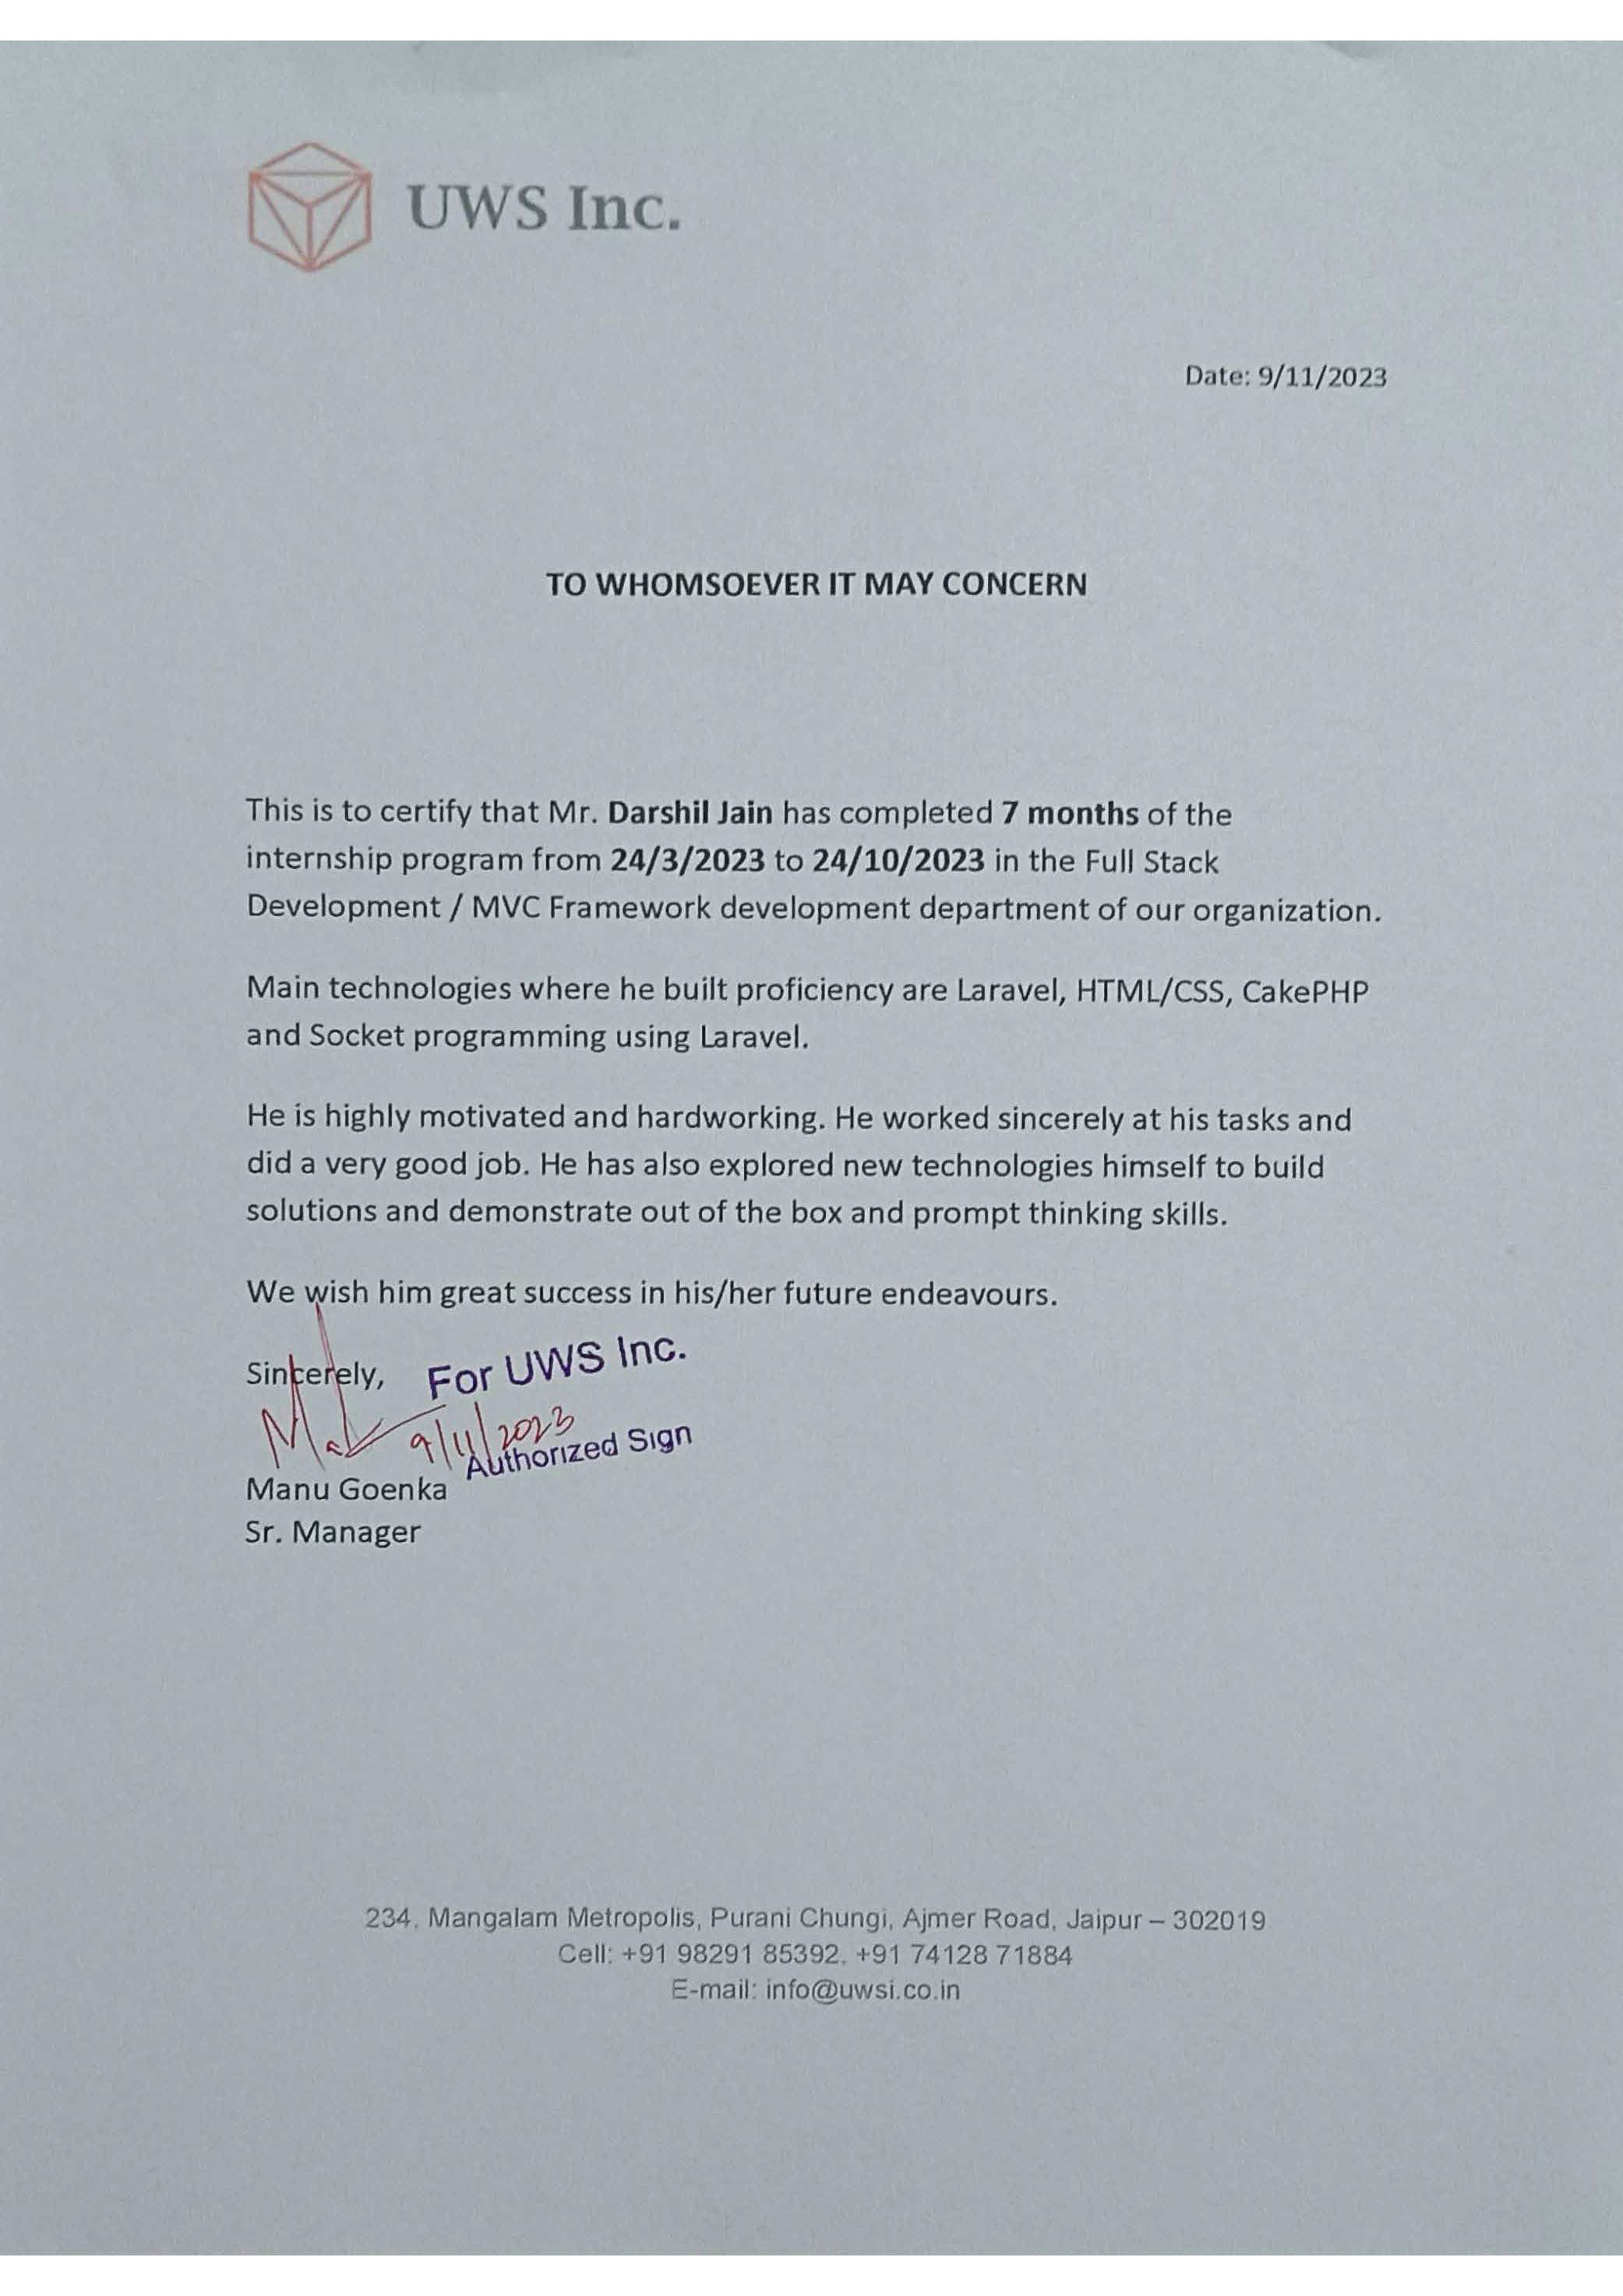 UWS Inc.
Date: 9/11/2023
TO WHOMSOEVER IT MAY CONCERN
This is to certify that Mr. Darshil Jain has completed 7 months of the
internship program from 24/3/2023 to 24/10/2023 in the Full Stack
Development / MVC Framework development department of our organization.
Main technologies where he built proficiency are Laravel, HTML/CSS, CakePHP
and Socket programming using Laravel.
He is highly motivated and hardworking. He worked sincerely at his tasks and
did a very good job. He has also explored new technologies himself to build
solutions and demonstrate out of the box and prompt thinking skills.
We wish him great success in his/her future endeavours.
Sincerely,
For UWS Inc.
9/11/2023
Authorized Sign
Manu Goenka
Sr. Manager
234, Mangalam Metropolis, Purani Chungi, Ajmer Road, Jaipur – 302019
Cell: +91 98291 85392, +91 74128 71884
E-mail: info@uwsi.co.in